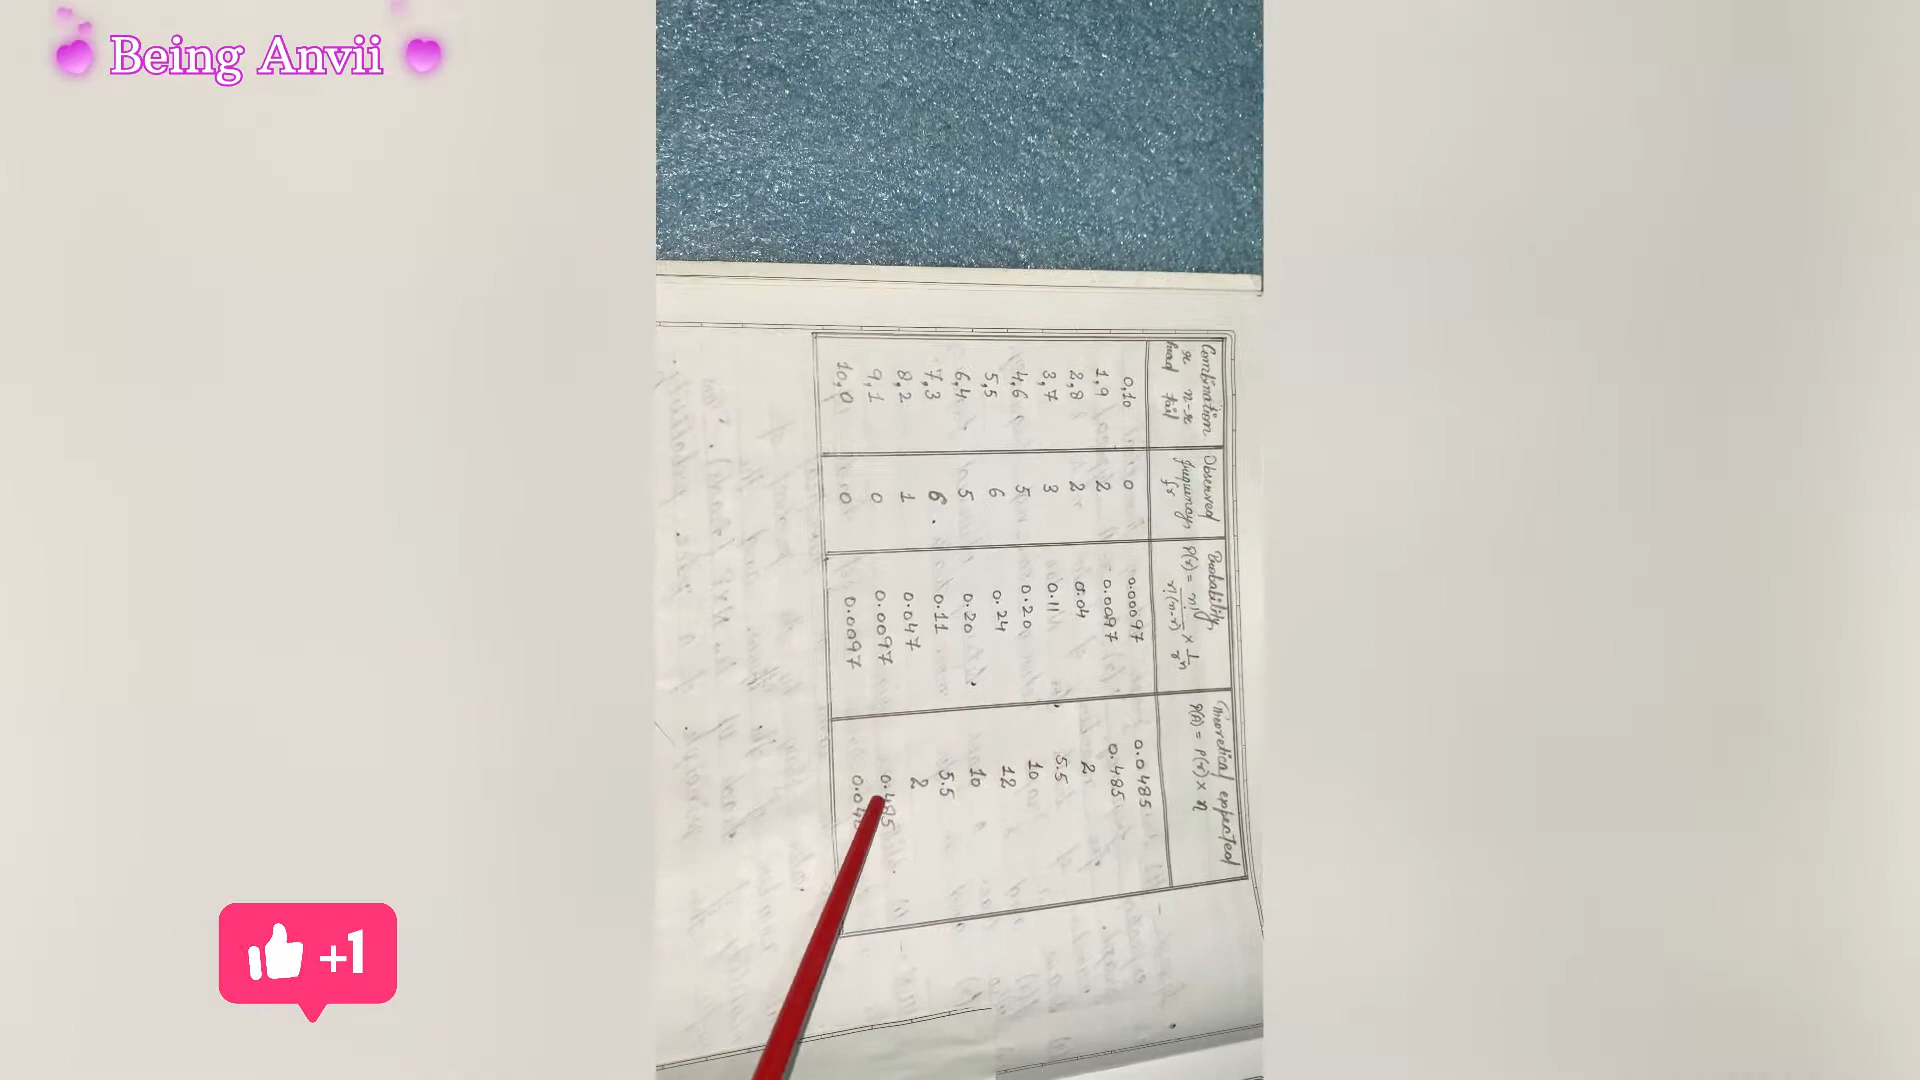 Being Anvii
+1
Combination Observed Probability Theoretical expected
r n-r frequency P(r) = n!/r!(n-r)! × 1/2ⁿ P(A) = P(r) × n
head tail fr
0,10 0 0.00097 0.0485
1,9 2 0.0097 0.485
2,8 2 0.04 2
3,7 3 0.11 5.5
4,6 5 0.20 10
5,5 6 0.24 12
6,4 5 0.20 10
7,3 6 0.11 5.5
8,2 1 0.047 2
9,1 0 0.0097 0.485
10,0 0 0.0097